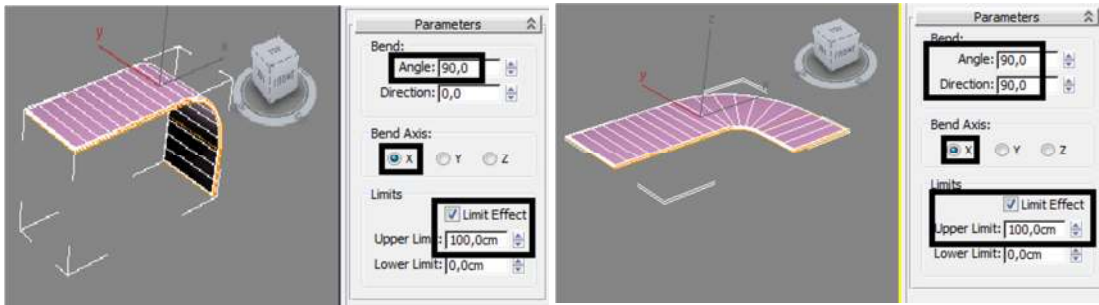 y
x
TOP
FRONT
Parameters
Bend:
Angle: 90,0
Direction: 0,0
Bend Axis:
X Y Z
Limits
Limit Effect
Upper Limit: 100,0cm
Lower Limit: 0,0cm
z
y
x
Parameters
Bend:
Angle: 90,0
Direction: 90,0
Bend Axis:
X Y Z
Limits
Limit Effect
Upper Limit: 100,0cm
Lower Limit: 0,0cm